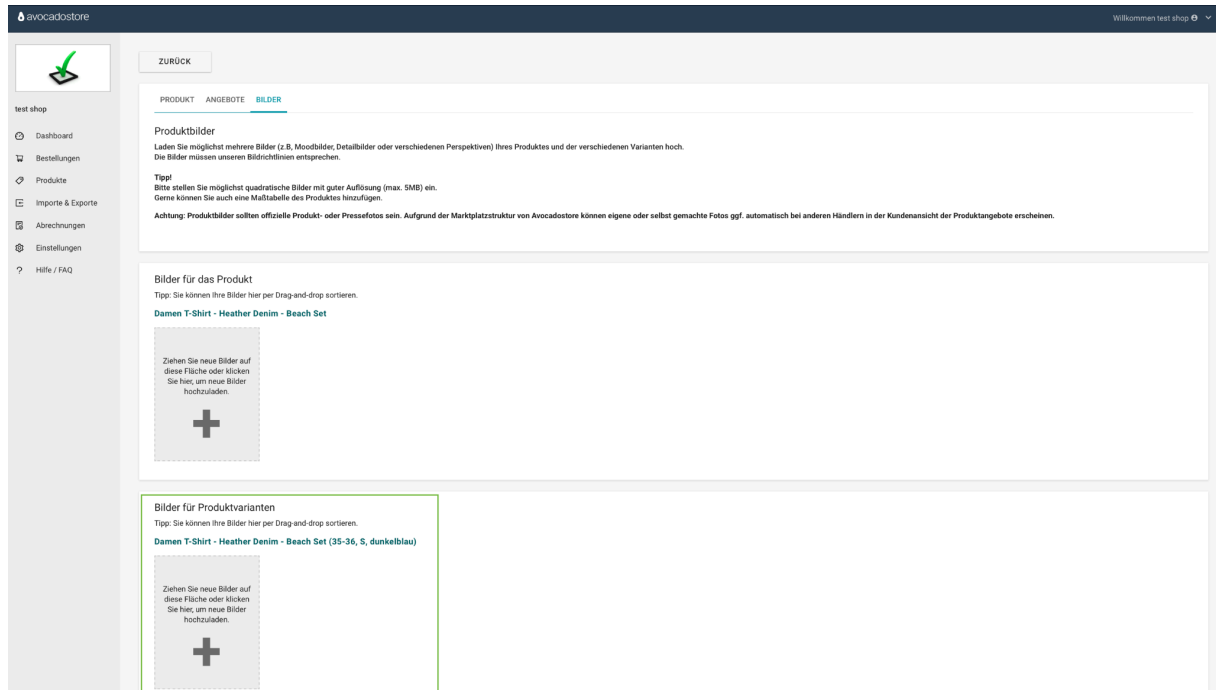 avocadostore
Willkommen test shop
test shop
Dashboard
Bestellungen
Produkte
Importe & Exporte
Abrechnungen
Einstellungen
Hilfe / FAQ
ZURÜCK
PRODUKT ANGEBOTE BILDER
Produktbilder
Laden Sie möglichst mehrere Bilder (z.B, Moodbilder, Detailbilder oder verschiedenen Perspektiven) Ihres Produktes und der verschiedenen Varianten hoch.
Die Bilder müssen unseren Bildrichtlinien entsprechen.
Tipp!
Bitte stellen Sie möglichst quadratische Bilder mit guter Auflösung (max. 5MB) ein.
Gerne können Sie auch eine Maßtabelle des Produktes hinzufügen.
Achtung: Produktbilder sollten offizielle Produkt- oder Pressefotos sein. Aufgrund der Marktplatzstruktur von Avocadostore können eigene oder selbst gemachte Fotos ggf. automatisch bei anderen Händlern in der Kundenansicht der Produktangebote erscheinen.
Bilder für das Produkt
Tipp: Sie können Ihre Bilder hier per Drag-and-drop sortieren.
Damen T-Shirt - Heather Denim - Beach Set
Ziehen Sie neue Bilder auf
diese Fläche oder klicken
Sie hier, um neue Bilder
hochzuladen.
Bilder für Produktvarianten
Tipp: Sie können Ihre Bilder hier per Drag-and-drop sortieren.
Damen T-Shirt - Heather Denim - Beach Set (35-36, S, dunkelblau)
Ziehen Sie neue Bilder auf
diese Fläche oder klicken
Sie hier, um neue Bilder
hochzuladen.